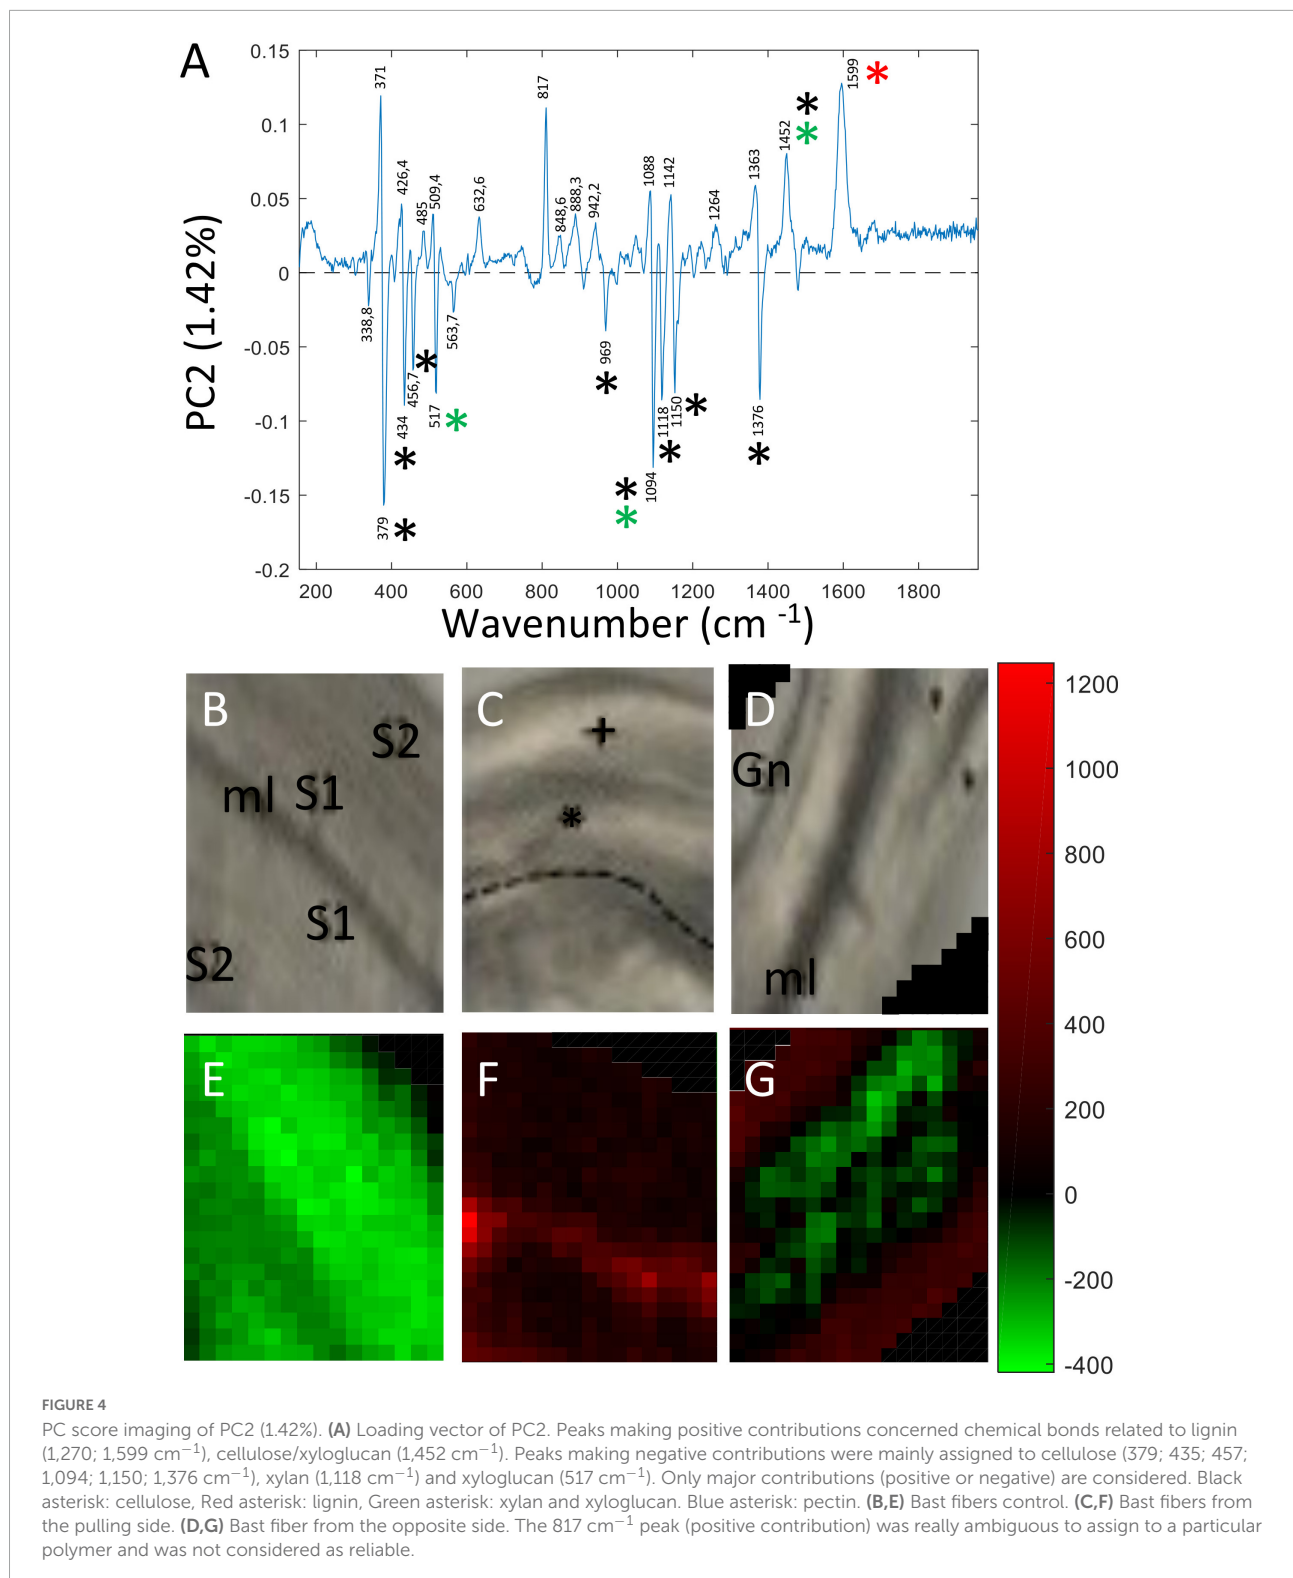 A
0.15
0.1
0.05
0
-0.05
-0.1
-0.15
-0.2
PC2 (1.42%)
371
426,4
485
509,4
632,6
817
848,6
888,3
942,2
1088
1142
1264
1363
1452
*
*
1599
*
338,8
379
*
434
*
456,7
*
517
*
563,7
969
*
1094
*
*
1118
*
1150
*
1376
*
200 400 600 800 1000 1200 1400 1600 1800
Wavenumber (cm -1)
B
S2
ml S1
S1
S2
C
+
*
D
Gn
ml
E
F
G
1200
1000
800
600
400
200
0
-200
-400
FIGURE 4
PC score imaging of PC2 (1.42%). (A) Loading vector of PC2. Peaks making positive contributions concerned chemical bonds related to lignin
(1,270; 1,599 cm−1), cellulose/xyloglucan (1,452 cm−1). Peaks making negative contributions were mainly assigned to cellulose (379; 435; 457;
1,094; 1,150; 1,376 cm−1), xylan (1,118 cm−1) and xyloglucan (517 cm−1). Only major contributions (positive or negative) are considered. Black
asterisk: cellulose, Red asterisk: lignin, Green asterisk: xylan and xyloglucan. Blue asterisk: pectin. (B,E) Bast fibers control. (C,F) Bast fibers from
the pulling side. (D,G) Bast fiber from the opposite side. The 817 cm−1 peak (positive contribution) was really ambiguous to assign to a particular
polymer and was not considered as reliable.